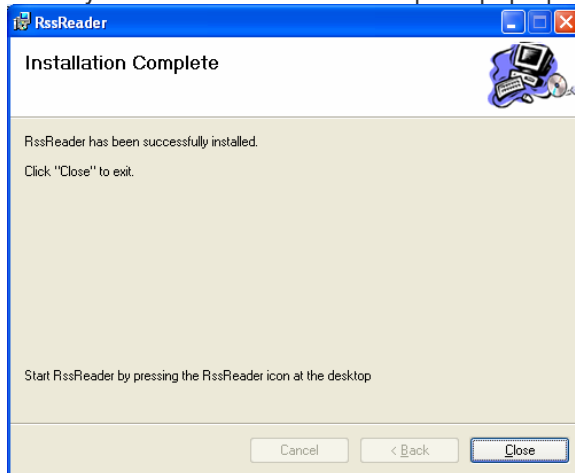 RssReader
Installation Complete
RssReader has been successfully installed.
Click "Close" to exit.
Start RssReader by pressing the RssReader icon at the desktop
Cancel
< Back
Close